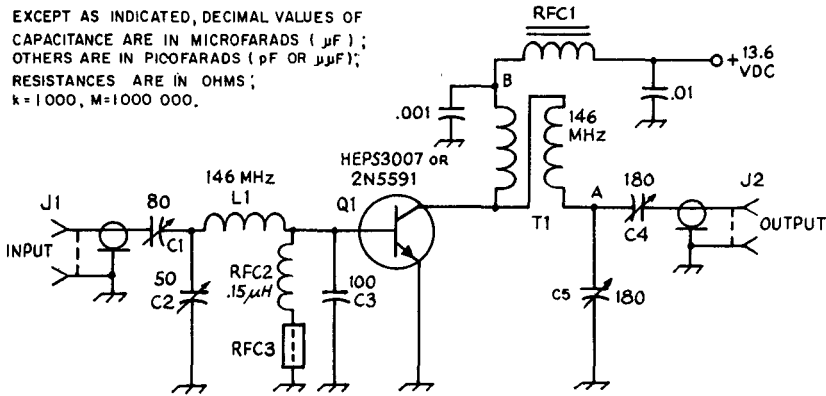 EXCEPT AS INDICATED, DECIMAL VALUES OF
CAPACITANCE ARE IN MICROFARADS ( µF ) ;
OTHERS ARE IN PICOFARADS ( pF OR µµF);
RESISTANCES ARE IN OHMS ;
k = 1000, M=1000 000.
RFC1
+ 13.6
VDC
B
.001
.01
146
MHz
HEPS3007 OR
2N5591
146 MHz
L1
Q1
J1
80
C1
A
180
C4
J2
T1
INPUT
OUTPUT
50
C2
RFC2
.15µH
100
C3
C5
180
RFC3